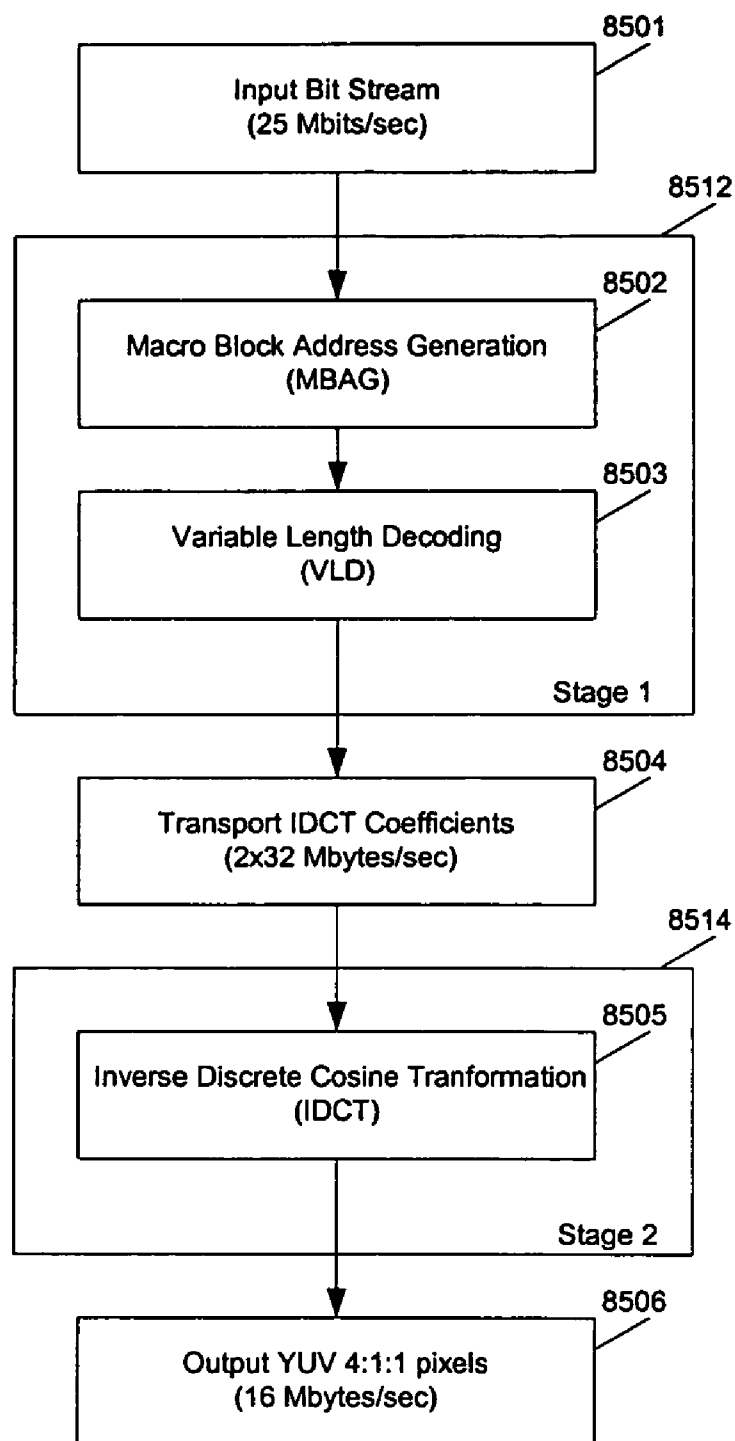 8501
Input Bit Stream
(25 Mbits/sec)
8512
8502
Macro Block Address Generation
(MBAG)
8503
Variable Length Decoding
(VLD)
Stage 1
8504
Transport IDCT Coefficients
(2x32 Mbytes/sec)
8514
8505
Inverse Discrete Cosine Tranformation
(IDCT)
Stage 2
8506
Output YUV 4:1:1 pixels
(16 Mbytes/sec)